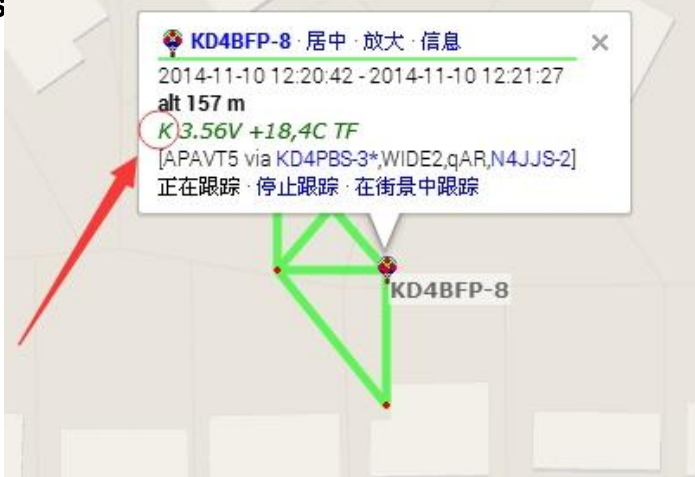 KD4BFP-8 · 居中 · 放大 · 信息 ×
2014-11-10 12:20:42 - 2014-11-10 12:21:27
alt 157 m
K 3.56V +18,4C TF
[APAVT5 via KD4PBS-3*,WIDE2,qAR,N4JJS-2]
正在跟踪 · 停止跟踪 · 在街景中跟踪
KD4BFP-8